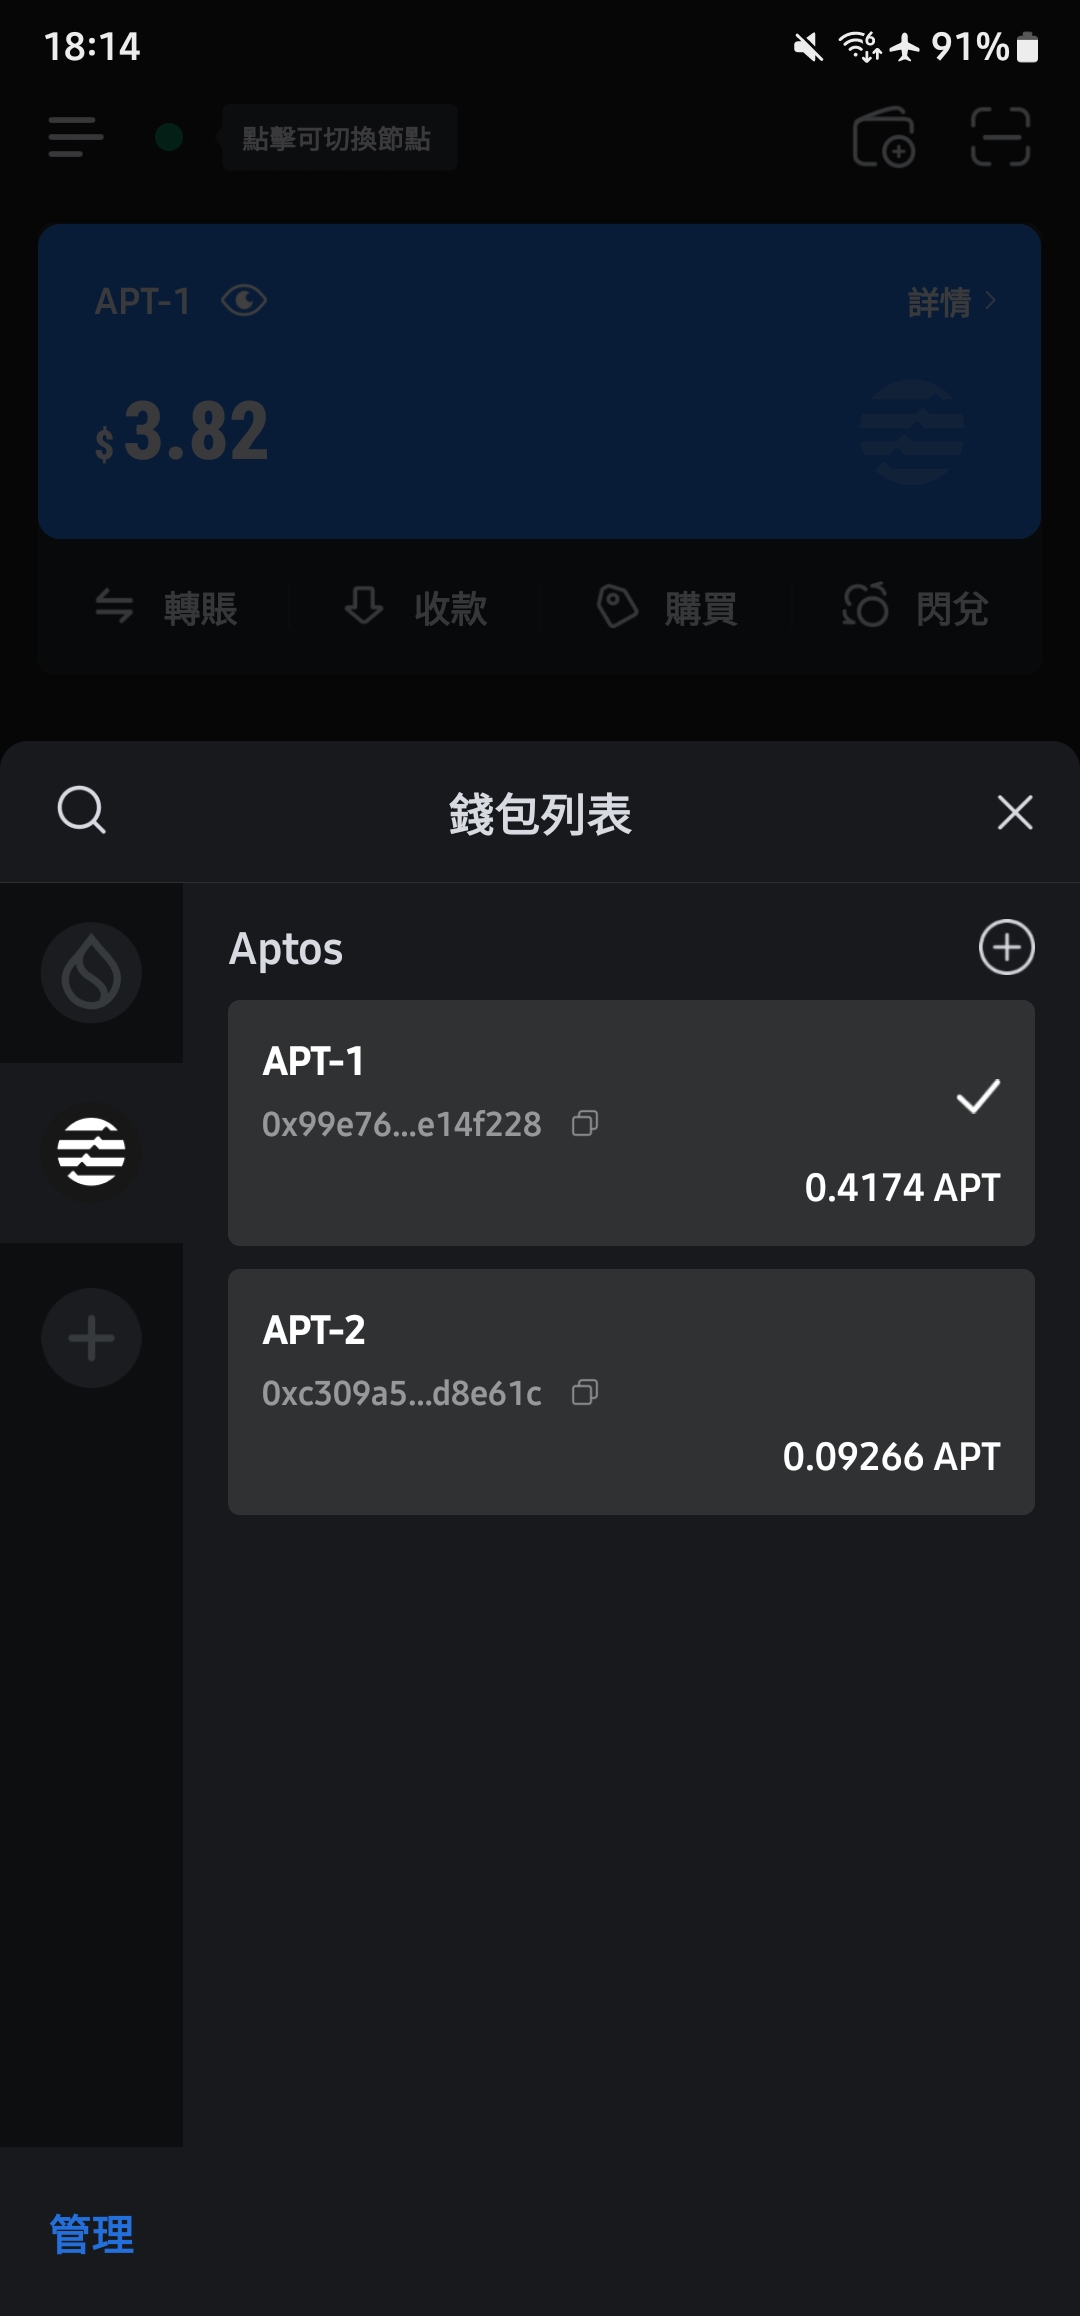 18:14
6 91%
點擊可切換節點
APT-1
詳情
$ 3.82
轉賬 收款 購買 閃兌
錢包列表
Aptos
APT-1
0x99e76...e14f228
0.4174 APT
APT-2
0xc309a5...d8e61c
0.09266 APT
管理